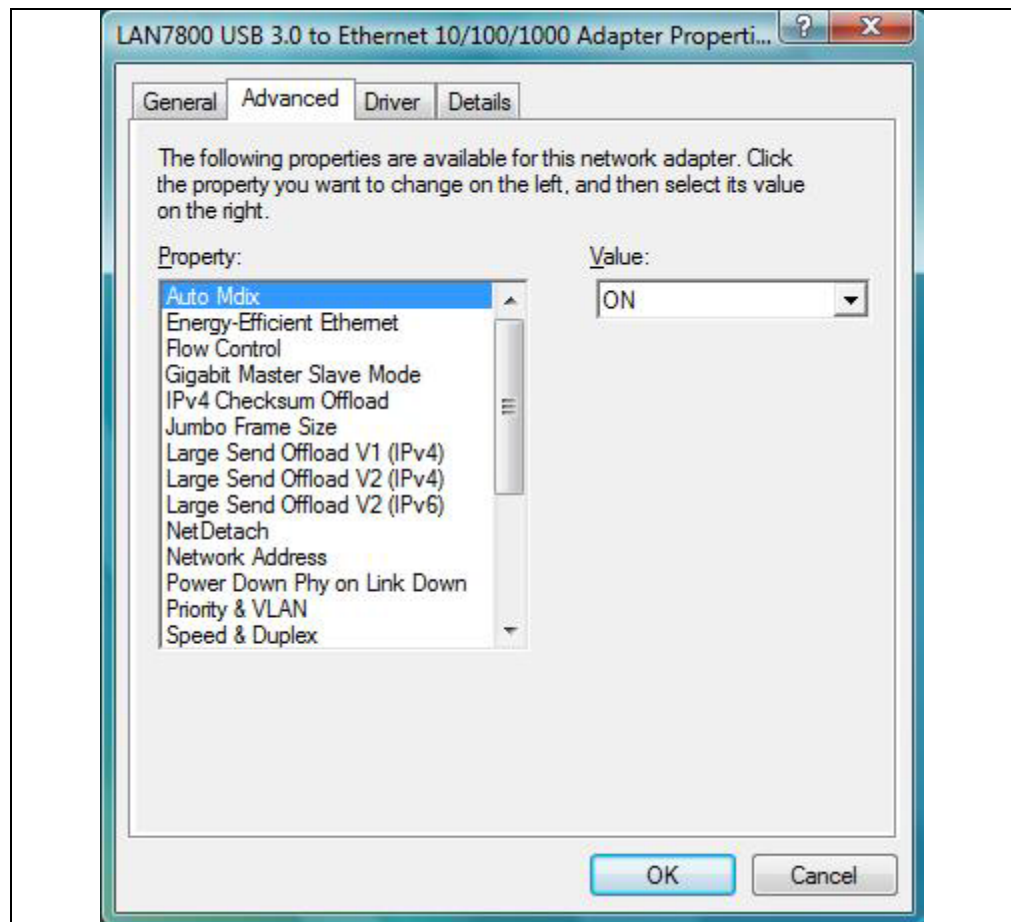 LAN7800 USB 3.0 to Ethernet 10/100/1000 Adapter Properti...
General Advanced Driver Details
The following properties are available for this network adapter. Click
the property you want to change on the left, and then select its value
on the right.
Property:
Value:
Auto Mdix
ON
Energy-Efficient Ethernet
Flow Control
Gigabit Master Slave Mode
IPv4 Checksum Offload
Jumbo Frame Size
Large Send Offload V1 (IPv4)
Large Send Offload V2 (IPv4)
Large Send Offload V2 (IPv6)
NetDetach
Network Address
Power Down Phy on Link Down
Priority & VLAN
Speed & Duplex
OK
Cancel